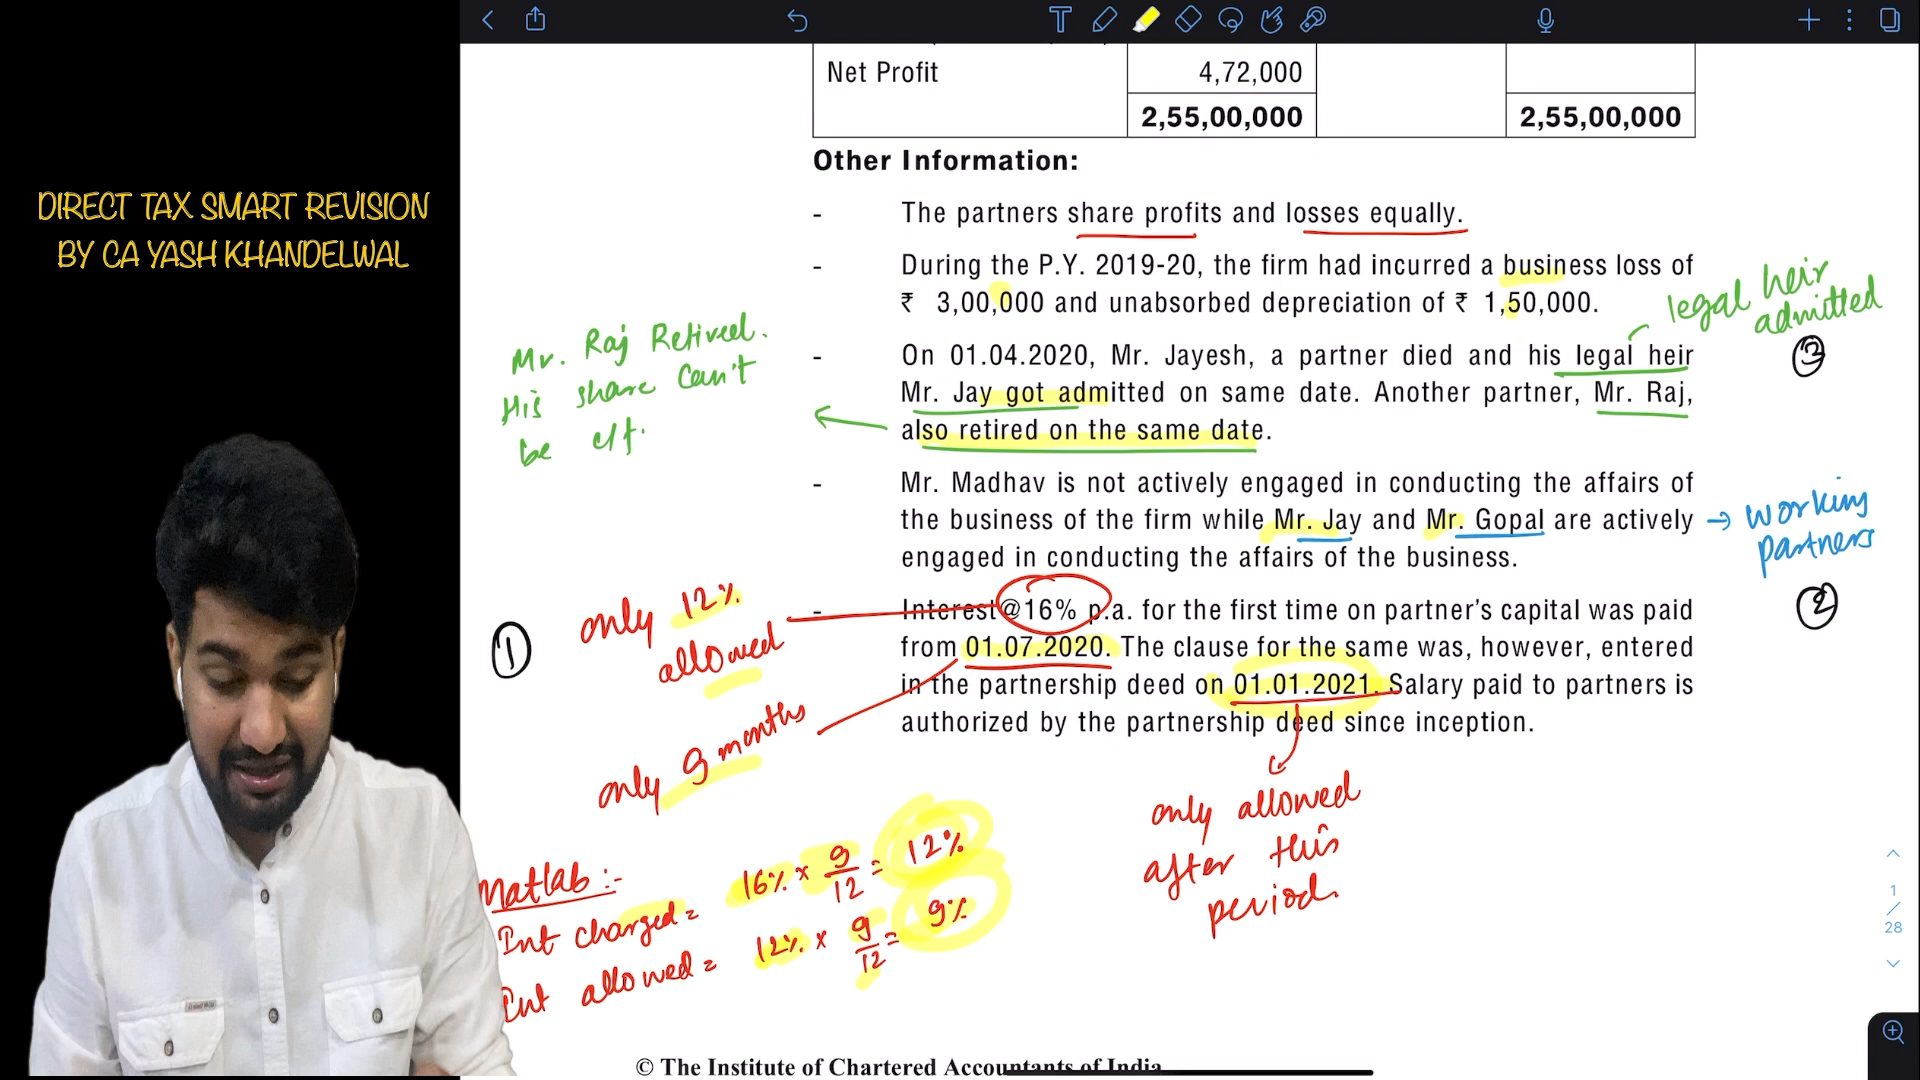 DIRECT TAX SMART REVISION
BY CA YASH KHANDELWAL
Net Profit 4,72,000
2,55,00,000 2,55,00,000
Other Information:
- The partners share profits and losses equally.
- During the P.Y. 2019-20, the firm had incurred a business loss of
₹ 3,00,000 and unabsorbed depreciation of ₹ 1,50,000.
legal heir
admitted
③
- On 01.04.2020, Mr. Jayesh, a partner died and his legal heir
Mr. Jay got admitted on same date. Another partner, Mr. Raj,
also retired on the same date.
Mr. Raj Retired.
His share Can't
be c/f.
- Mr. Madhav is not actively engaged in conducting the affairs of
the business of the firm while Mr. Jay and Mr. Gopal are actively
engaged in conducting the affairs of the business.
→ working
partners
②
- Interest @16% p.a. for the first time on partner's capital was paid
from 01.07.2020. The clause for the same was, however, entered
in the partnership deed on 01.01.2021. Salary paid to partners is
authorized by the partnership deed since inception.
①
only 12%
allowed
only 9 months
only allowed
after this
period.
Matlab :-
Int charged = 16% × 9/12 = 12%
Int allowed = 12% × 9/12 = 9%
1
/
28
© The Institute of Chartered Accountants of India